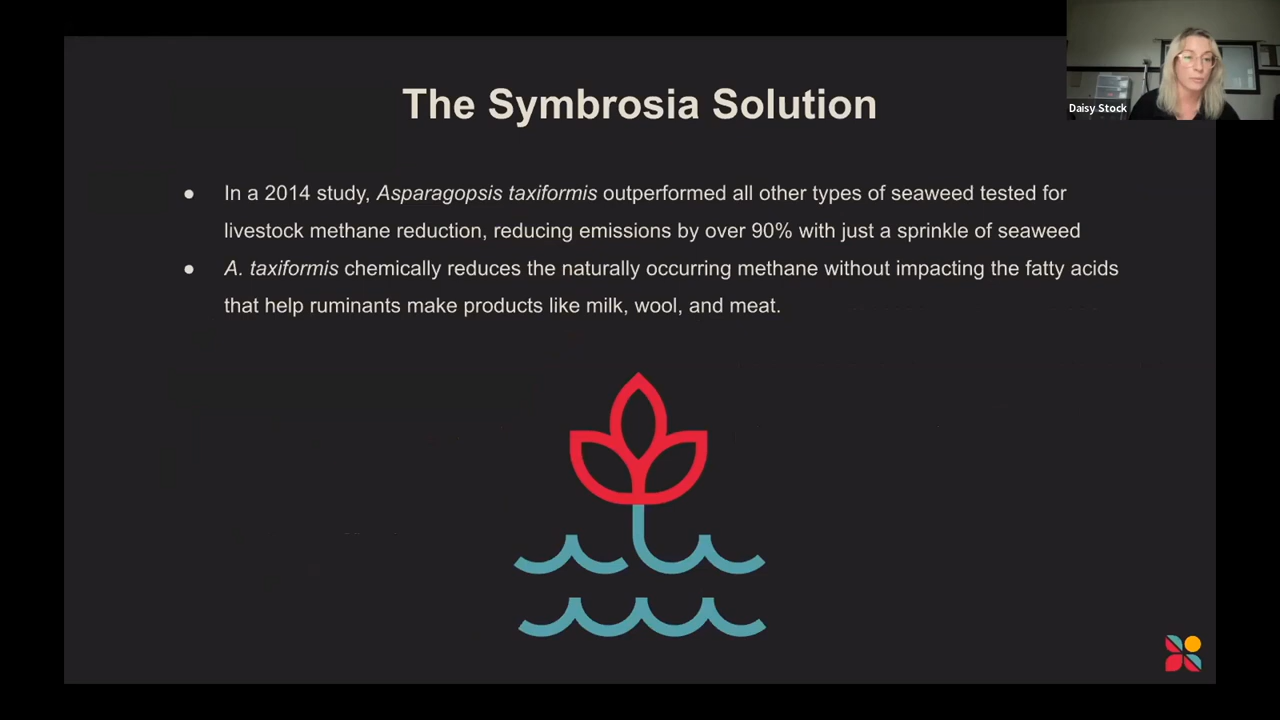 The Symbrosia Solution
Daisy Stock
● In a 2014 study, Asparagopsis taxiformis outperformed all other types of seaweed tested for
livestock methane reduction, reducing emissions by over 90% with just a sprinkle of seaweed
● A. taxiformis chemically reduces the naturally occurring methane without impacting the fatty acids
that help ruminants make products like milk, wool, and meat.